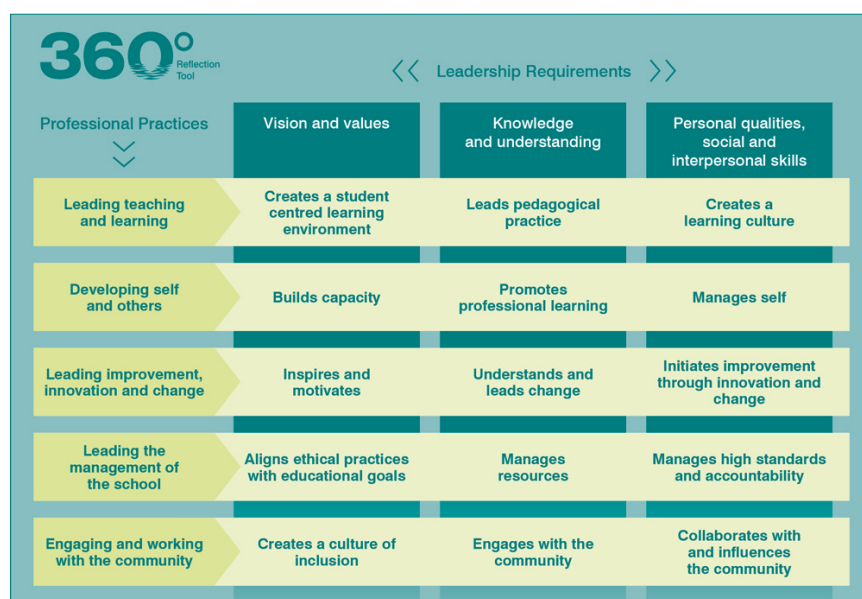 360°
Reflection
Tool
Leadership Requirements
Professional Practices
Vision and values
Knowledge
and understanding
Personal qualities,
social and
interpersonal skills
Leading teaching
and learning
Creates a student
centred learning
environment
Leads pedagogical
practice
Creates a
learning culture
Developing self
and others
Builds capacity
Promotes
professional learning
Manages self
Leading improvement,
innovation and change
Inspires and
motivates
Understands and
leads change
Initiates improvement
through innovation and
change
Leading the
management of
the school
Aligns ethical practices
with educational goals
Manages
resources
Manages high standards
and accountability
Engaging and working
with the community
Creates a culture of
inclusion
Engages with the
community
Collaborates with
and influences
the community